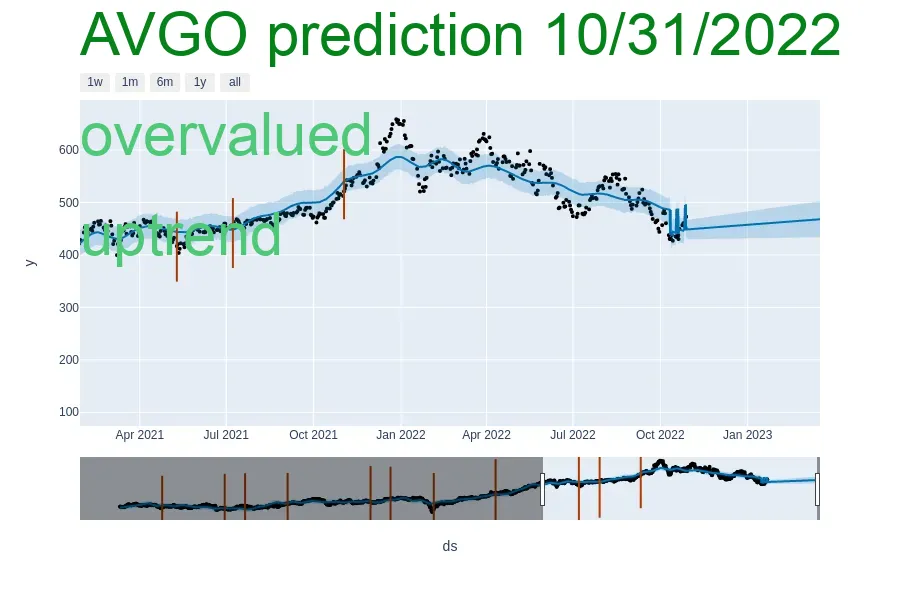 AVGO prediction 10/31/2022
1w 1m 6m 1y all
overvalued
uptrend
y
600
500
400
300
200
100
Apr 2021 Jul 2021 Oct 2021 Jan 2022 Apr 2022 Jul 2022 Oct 2022 Jan 2023
ds